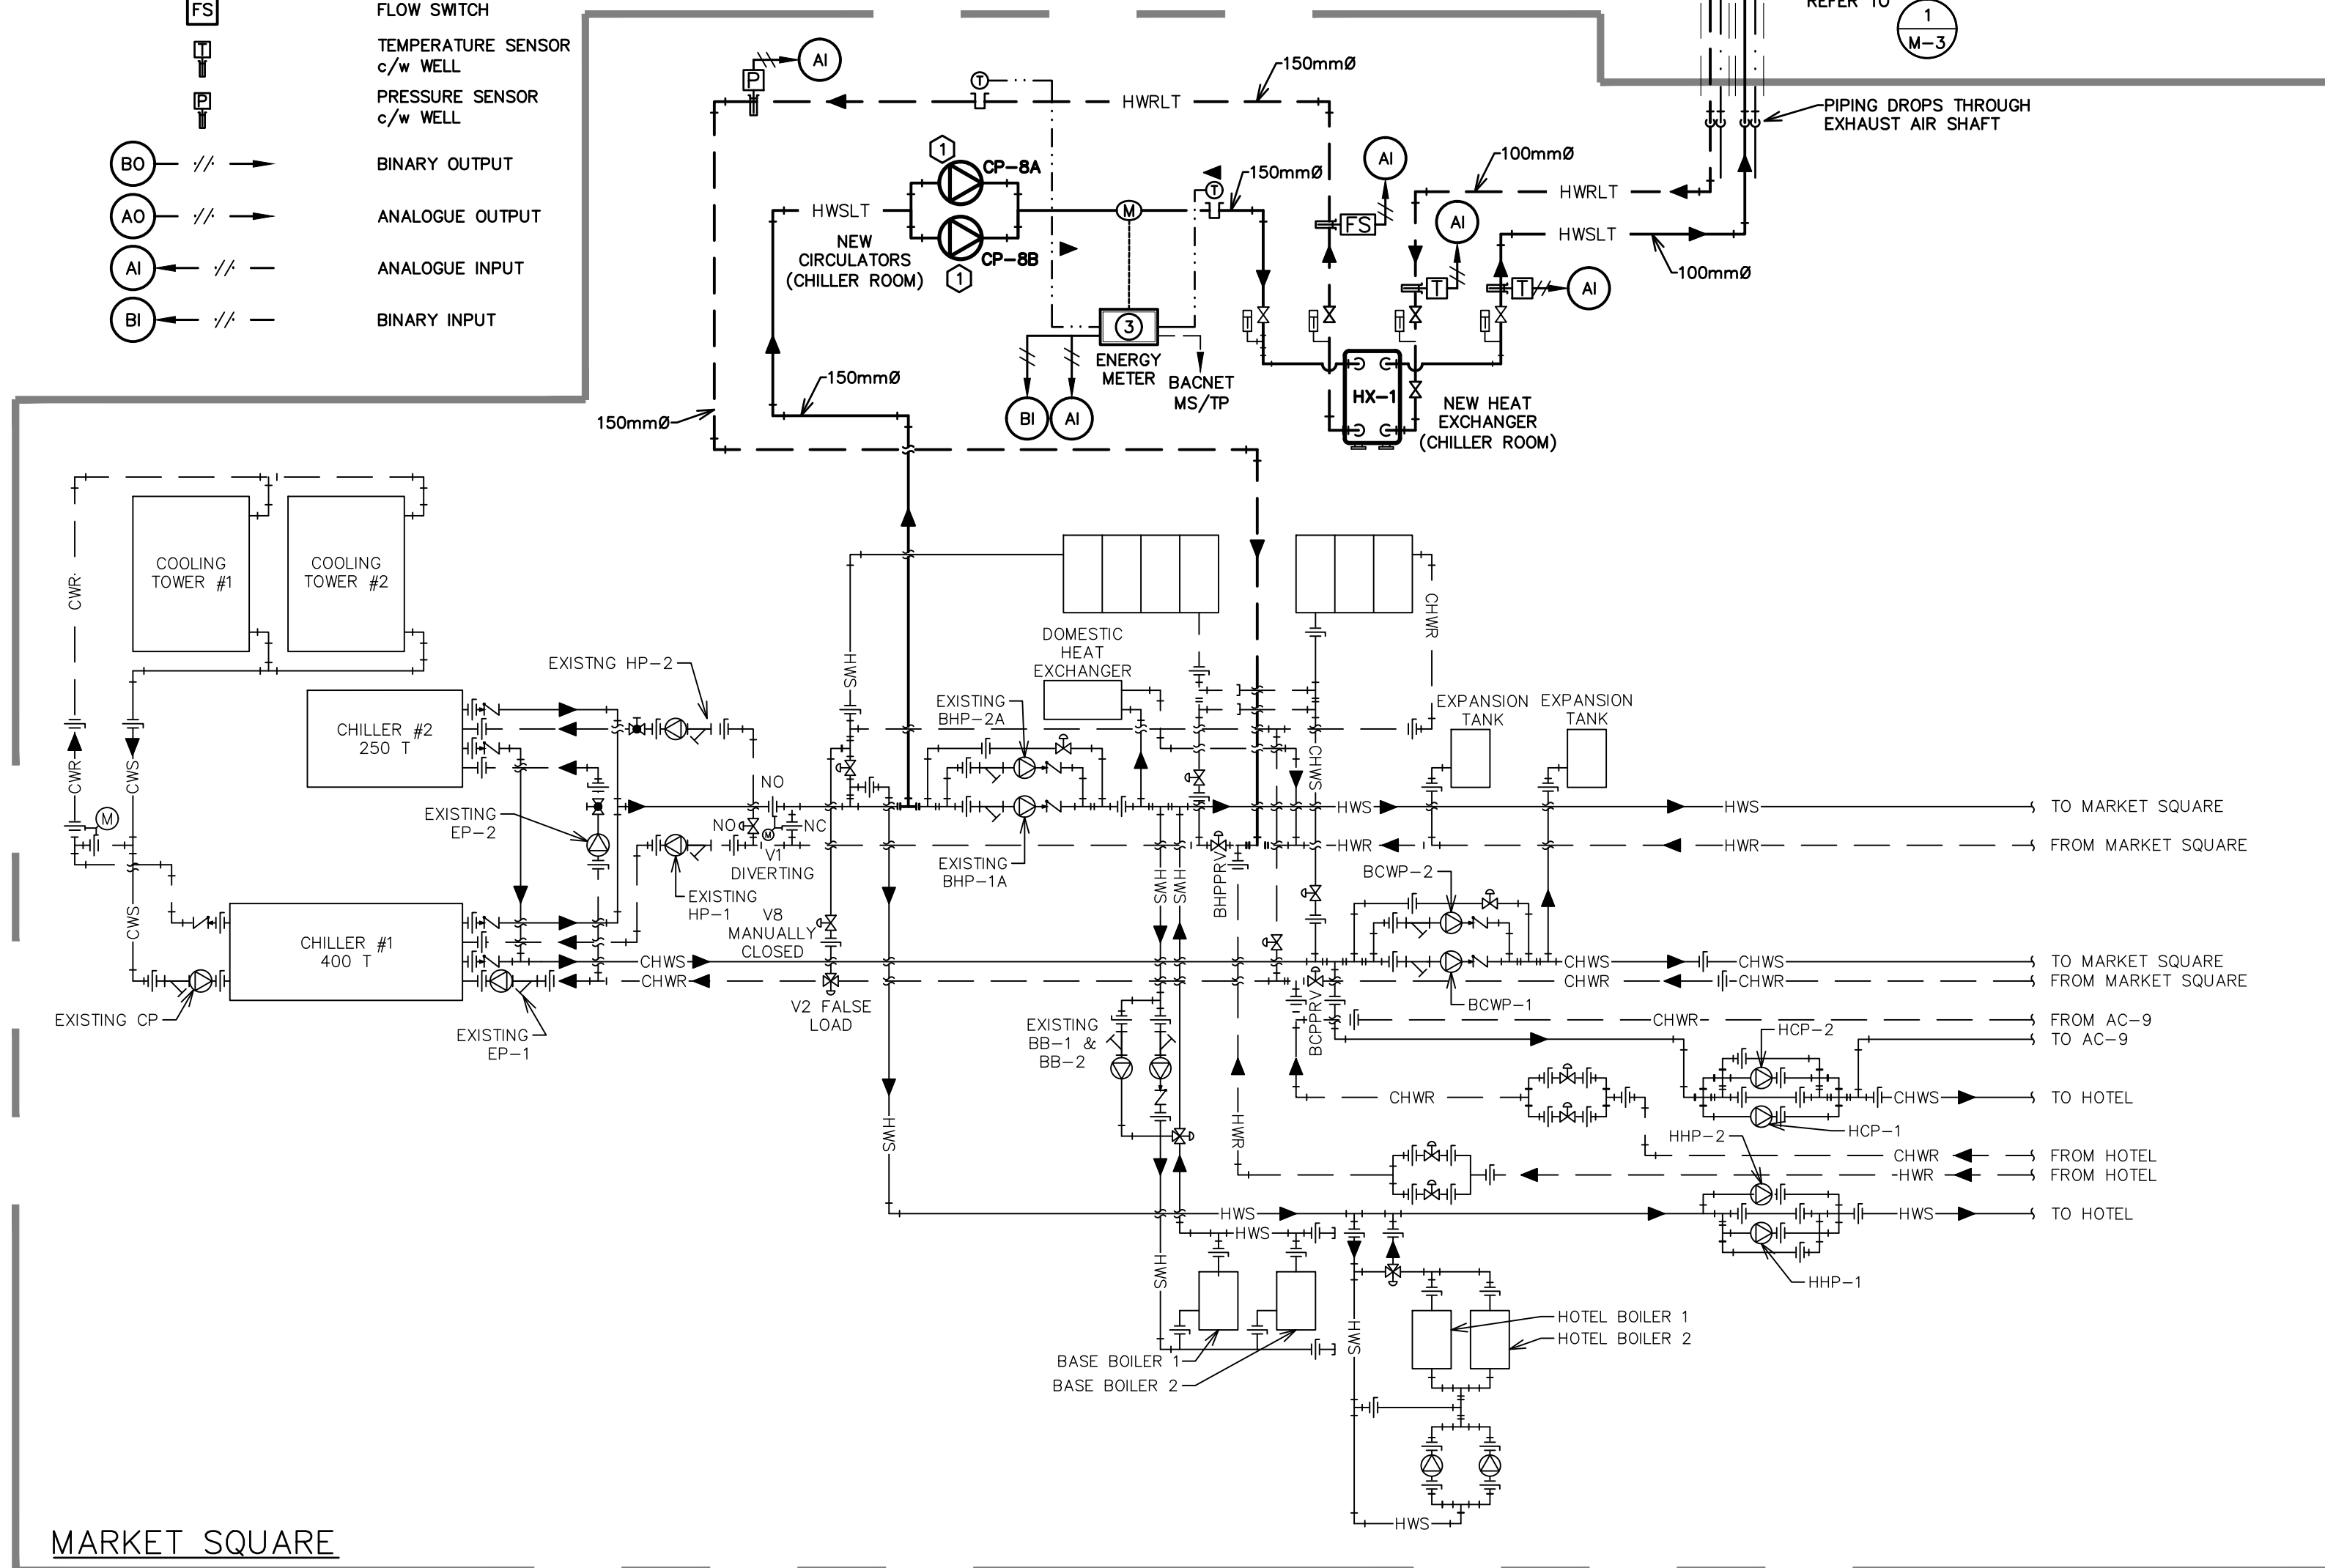 FS FLOW SWITCH
T TEMPERATURE SENSOR
c/w WELL
P PRESSURE SENSOR
c/w WELL
BO BINARY OUTPUT
AO ANALOGUE OUTPUT
AI ANALOGUE INPUT
BI BINARY INPUT
REFER TO
1
M-3
PIPING DROPS THROUGH
EXHAUST AIR SHAFT
P
AI
T
HWRLT
150mmØ
1
CP-8A
CP-8B
1
HWSLT
NEW
CIRCULATORS
(CHILLER ROOM)
M
T
150mmØ
AI
FS
100mmØ
HWRLT
AI
T
HWSLT
100mmØ
T
AI
T
T
T
T
3
ENERGY
METER
BACNET
MS/TP
BI
AI
HX-1
NEW HEAT
EXCHANGER
(CHILLER ROOM)
150mmØ
150mmØ
COOLING
TOWER #1
COOLING
TOWER #2
CWR
CWR
CWS
CWS
M
CHILLER #2
250 T
CHILLER #1
400 T
EXISTNG HP-2
EXISTING
EP-2
EXISTING
HP-1
EXISTING CP
EXISTING
EP-1
NO
NO
NC
M
V1
DIVERTING
V8
MANUALLY
CLOSED
V2 FALSE
LOAD
HWS
DOMESTIC
HEAT
EXCHANGER
EXISTING
BHP-2A
EXISTING
BHP-1A
CHWR
CHWS
EXPANSION
TANK
EXPANSION
TANK
HWS
HWS
TO MARKET SQUARE
HWR
HWR
FROM MARKET SQUARE
BHPPRV
HWS
HWS
BCWP-2
BCWP-1
CHWS
CHWS
CHWS
TO MARKET SQUARE
CHWR
CHWR
CHWR
FROM MARKET SQUARE
BCPPRV
CHWR
FROM AC-9
TO AC-9
HCP-2
HCP-1
CHWR
CHWS
TO HOTEL
EXISTING
BB-1 &
BB-2
HWS
HWR
HHP-2
CHWR
FROM HOTEL
HWR
FROM HOTEL
HWS
HWS
TO HOTEL
HHP-1
HWS
HWS
HWS
HOTEL BOILER 1
HOTEL BOILER 2
BASE BOILER 1
BASE BOILER 2
HWS
MARKET SQUARE